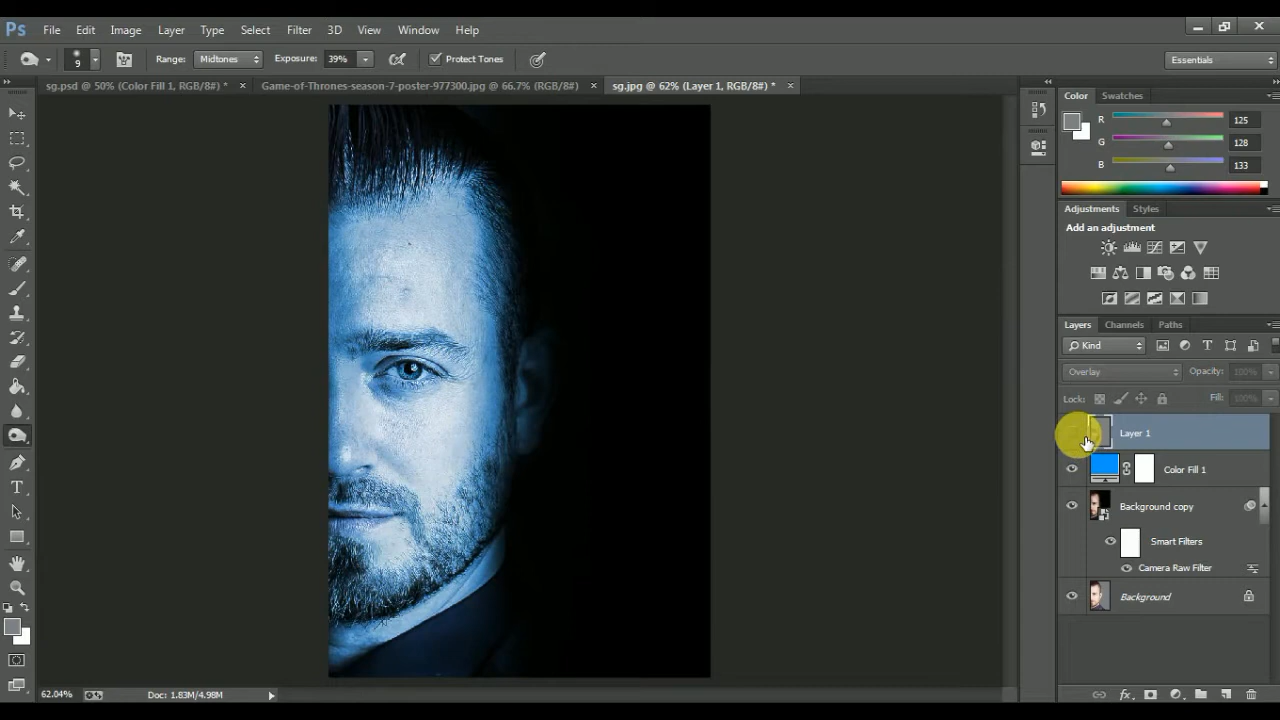 Ps File Edit Image Layer Type Select Filter 3D View Window Help
9 Range: Midtones Exposure: 39% Protect Tones Essentials
sg.psd @ 50% (Color Fill 1, RGB/8#) * Game-of-Thrones-season-7-poster-977300.jpg @ 66.7% (RGB/8#) sg.jpg @ 62% (Layer 1, RGB/8#) *
Color Swatches
R 125
G 128
B 133
Adjustments Styles
Add an adjustment
Layers Channels Paths
Kind
Overlay Opacity: 100%
Lock: Fill: 100%
Layer 1
Color Fill 1
Background copy
Smart Filters
Camera Raw Filter
Background
62.04% Doc: 1.83M/4.98M